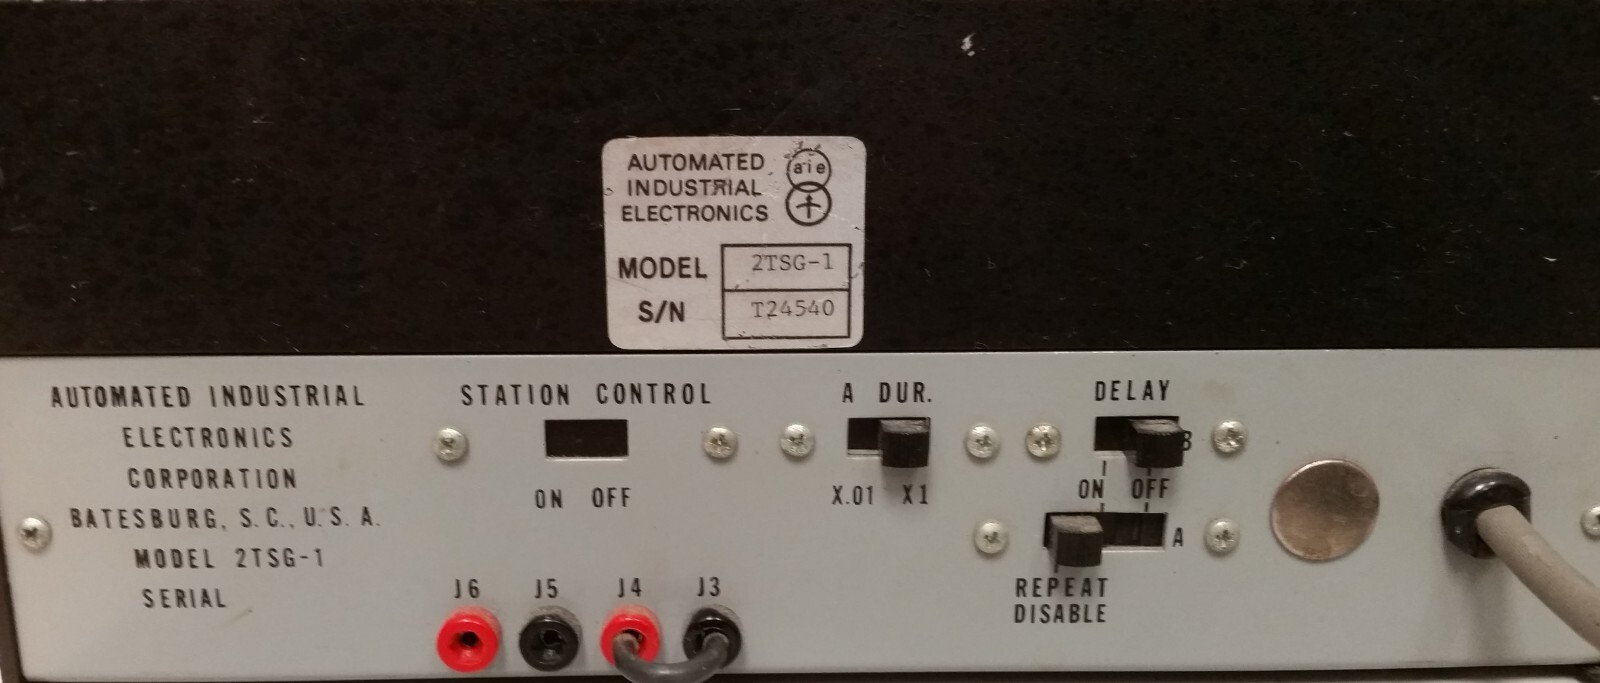 AUTOMATED
INDUSTRIAL
ELECTRONICS
aie
MODEL 2TSG-1
S/N T24540
AUTOMATED INDUSTRIAL
ELECTRONICS
CORPORATION
BATESBURG, S.C., U.S.A.
MODEL 2TSG-1
SERIAL
STATION CONTROL
ON OFF
J6 J5 J4 J3
A DUR.
X.01 X1
DELAY
B
ON OFF
A
REPEAT
DISABLE